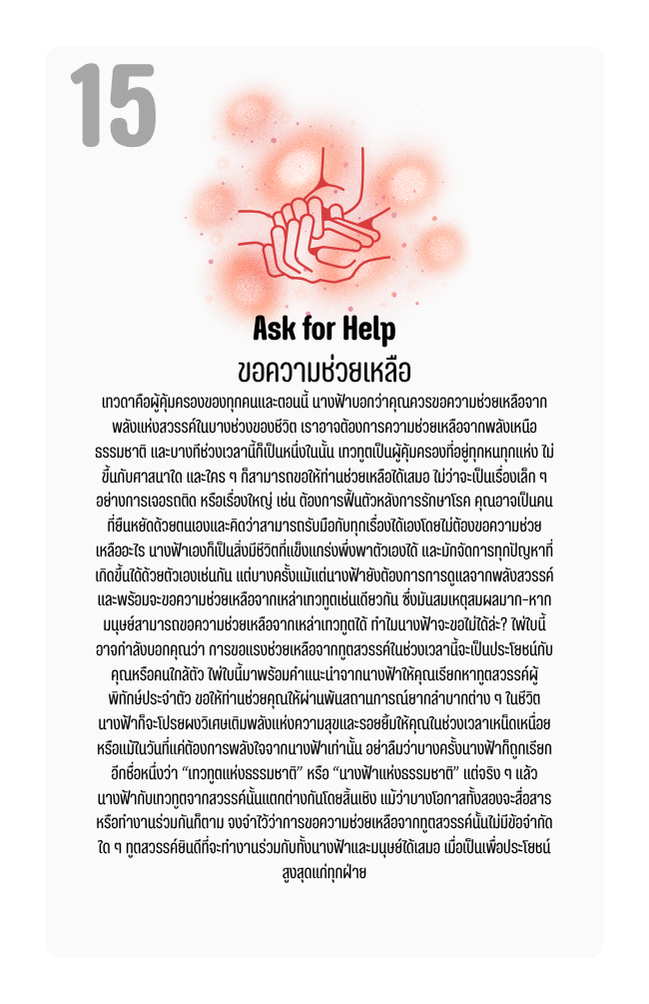 15
Ask for Help
ขอความช่วยเหลือ
เทวดาคือผู้คุ้มครองของทุกคนและตอนนี้ นางฟ้าบอกว่าคุณควรขอความช่วยเหลือจาก
พลังแห่งสวรรค์ในบางช่วงของชีวิต เราอาจต้องการความช่วยเหลือจากพลังเหนือ
ธรรมชาติ และบางทีช่วงเวลานี้ก็เป็นหนึ่งในนั้น เทวทูตเป็นผู้คุ้มครองที่อยู่ทุกหนทุกแห่ง ไม่
ขึ้นกับศาสนาใด และใคร ๆ ก็สามารถขอให้ท่านช่วยเหลือได้เสมอ ไม่ว่าจะเป็นเรื่องเล็ก ๆ
อย่างการเจอรถติด หรือเรื่องใหญ่ เช่น ต้องการฟื้นตัวหลังการรักษาโรค คุณอาจเป็นคน
ที่ยืนหยัดด้วยตนเองและคิดว่าสามารถรับมือกับทุกเรื่องได้เองโดยไม่ต้องขอความช่วย
เหลืออะไร นางฟ้าเองก็เป็นสิ่งมีชีวิตที่แข็งแกร่งพึ่งพาตัวเองได้ และมักจัดการทุกปัญหาที่
เกิดขึ้นได้ด้วยตัวเองเช่นกัน แต่บางครั้งแม้แต่นางฟ้ายังต้องการการดูแลจากพลังสวรรค์
และพร้อมจะขอความช่วยเหลือจากเหล่าเทวทูตเช่นเดียวกัน ซึ่งมันสมเหตุสมผลมาก-หาก
มนุษย์สามารถขอความช่วยเหลือจากเหล่าเทวทูตได้ ทำไมนางฟ้าจะขอไม่ได้ล่ะ? ไพ่ใบนี้
อาจกำลังบอกคุณว่า การขอแรงช่วยเหลือจากทูตสวรรค์ในช่วงเวลานี้จะเป็นประโยชน์กับ
คุณหรือคนใกล้ตัว ไพ่ใบนี้มาพร้อมคำแนะนำจากนางฟ้าให้คุณเรียกหาทูตสวรรค์ผู้
พิทักษ์ประจำตัว ขอให้ท่านช่วยคุณให้ผ่านพ้นสถานการณ์ยากลำบากต่าง ๆ ในชีวิต
นางฟ้าก็จะโปรยผงวิเศษเติมพลังแห่งความสุขและรอยยิ้มให้คุณในช่วงเวลาเหน็ดเหนื่อย
หรือแม้ในวันที่แค่ต้องการพลังใจจากนางฟ้าเท่านั้น อย่าลืมว่าบางครั้งนางฟ้าก็ถูกเรียก
อีกชื่อหนึ่งว่า “เทวทูตแห่งธรรมชาติ” หรือ “นางฟ้าแห่งธรรมชาติ” แต่จริง ๆ แล้ว
นางฟ้ากับเทวทูตจากสวรรค์นั้นแตกต่างกันโดยสิ้นเชิง แม้ว่าบางโอกาสทั้งสองจะสื่อสาร
หรือทำงานร่วมกันก็ตาม จงจำไว้ว่าการขอความช่วยเหลือจากทูตสวรรค์นั้นไม่มีข้อจำกัด
ใด ๆ ทูตสวรรค์ยินดีที่จะทำงานร่วมกับทั้งนางฟ้าและมนุษย์ได้เสมอ เมื่อเป็นเพื่อประโยชน์
สูงสุดแก่ทุกฝ่าย